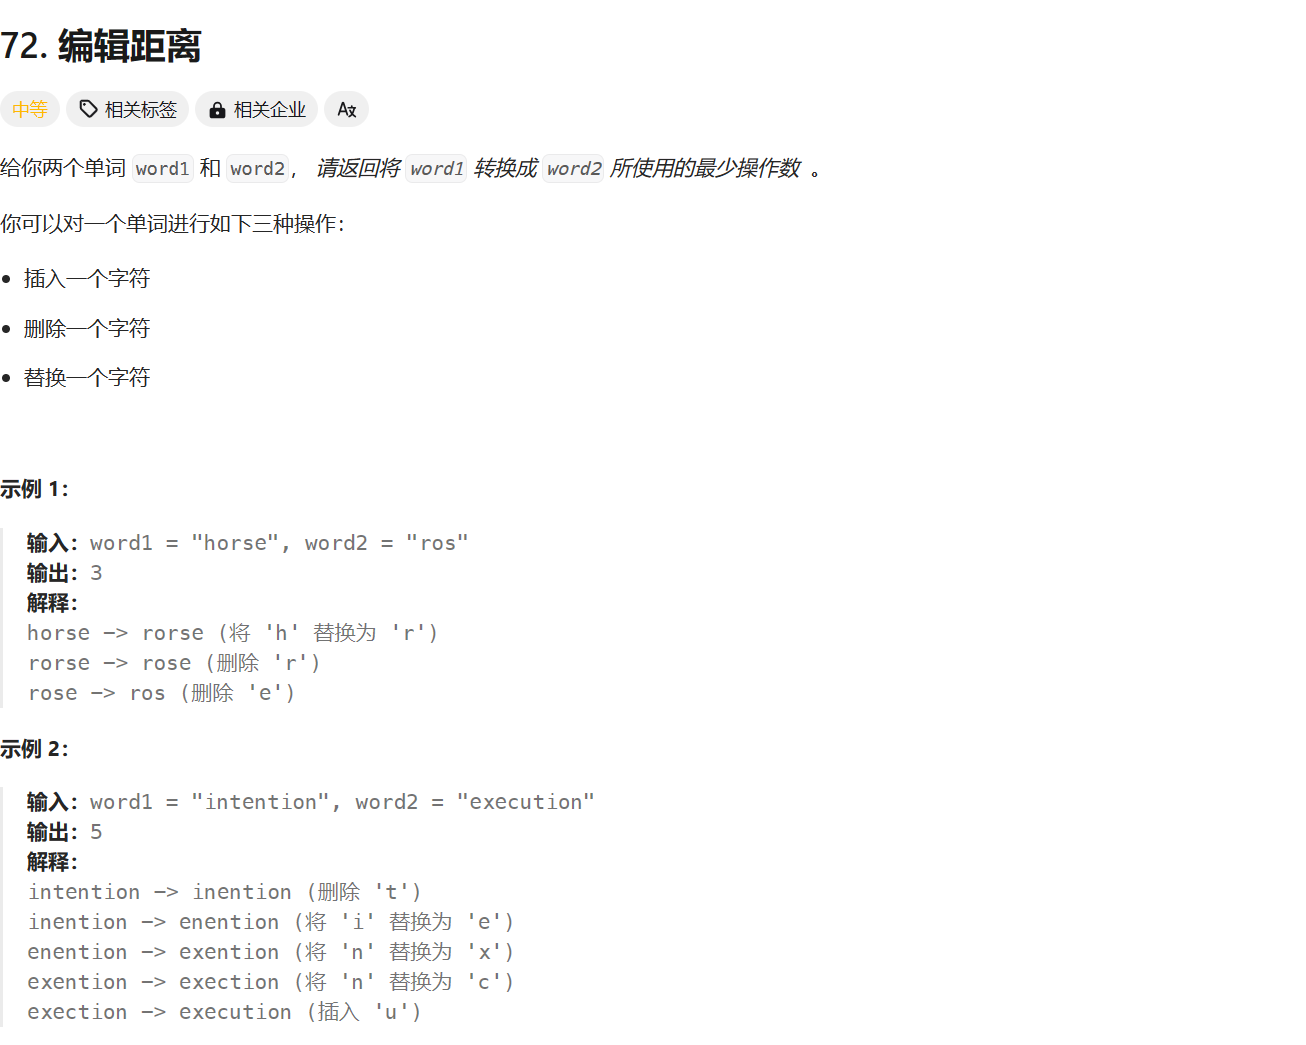 72. 编辑距离
中等 相关标签 相关企业 A文
给你两个单词 word1 和 word2， 请返回将 word1 转换成 word2 所使用的最少操作数 。
你可以对一个单词进行如下三种操作：
插入一个字符
删除一个字符
替换一个字符
示例 1：
输入：word1 = "horse", word2 = "ros"
输出：3
解释：
horse -> rorse (将 'h' 替换为 'r')
rorse -> rose (删除 'r')
rose -> ros (删除 'e')
示例 2：
输入：word1 = "intention", word2 = "execution"
输出：5
解释：
intention -> inention (删除 't')
inention -> enention (将 'i' 替换为 'e')
enention -> exention (将 'n' 替换为 'x')
exention -> exection (将 'n' 替换为 'c')
exection -> execution (插入 'u')